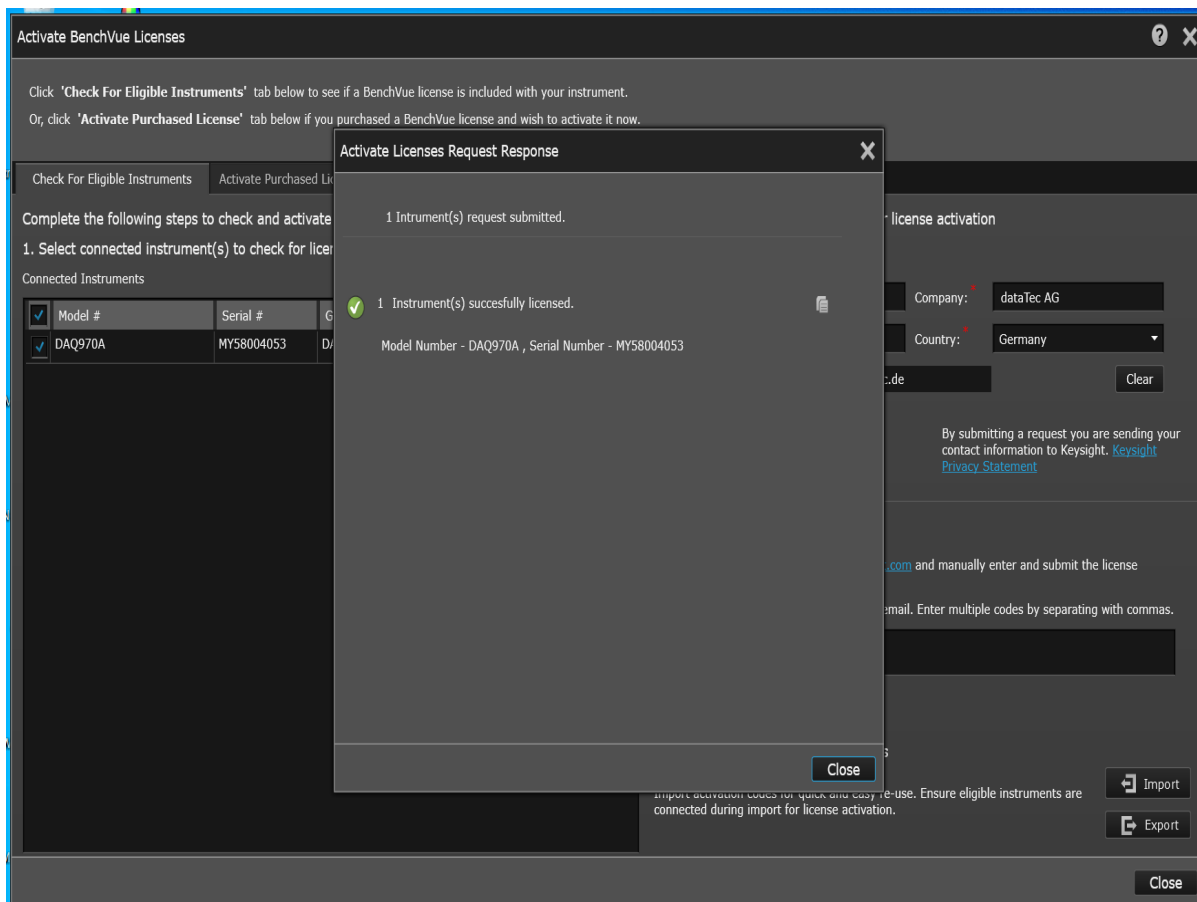 Activate BenchVue Licenses
Click 'Check For Eligible Instruments' tab below to see if a BenchVue license is included with your instrument.
Or, click 'Activate Purchased License' tab below if you purchased a BenchVue license and wish to activate it now.
Check For Eligible Instruments
Activate Purchased
Complete the following steps to check and activate
license activation
1. Select connected instrument(s) to check for
Connected Instruments
Model #
Serial #
DAQ970A
MY58004053
Activate Licenses Request Response
1 Intrument(s) request submitted.
1 Instrument(s) succesfully licensed.
Model Number - DAQ970A , Serial Number - MY58004053
Close
Company:*
dataTec AG
Country:*
Germany
.de
Clear
By submitting a request you are sending your
contact information to Keysight. Keysight
Privacy Statement
.com and manually enter and submit the license
email. Enter multiple codes by separating with commas.
Import activation codes for quick and easy re-use. Ensure eligible instruments are
connected during import for license activation.
Import
Export
Close